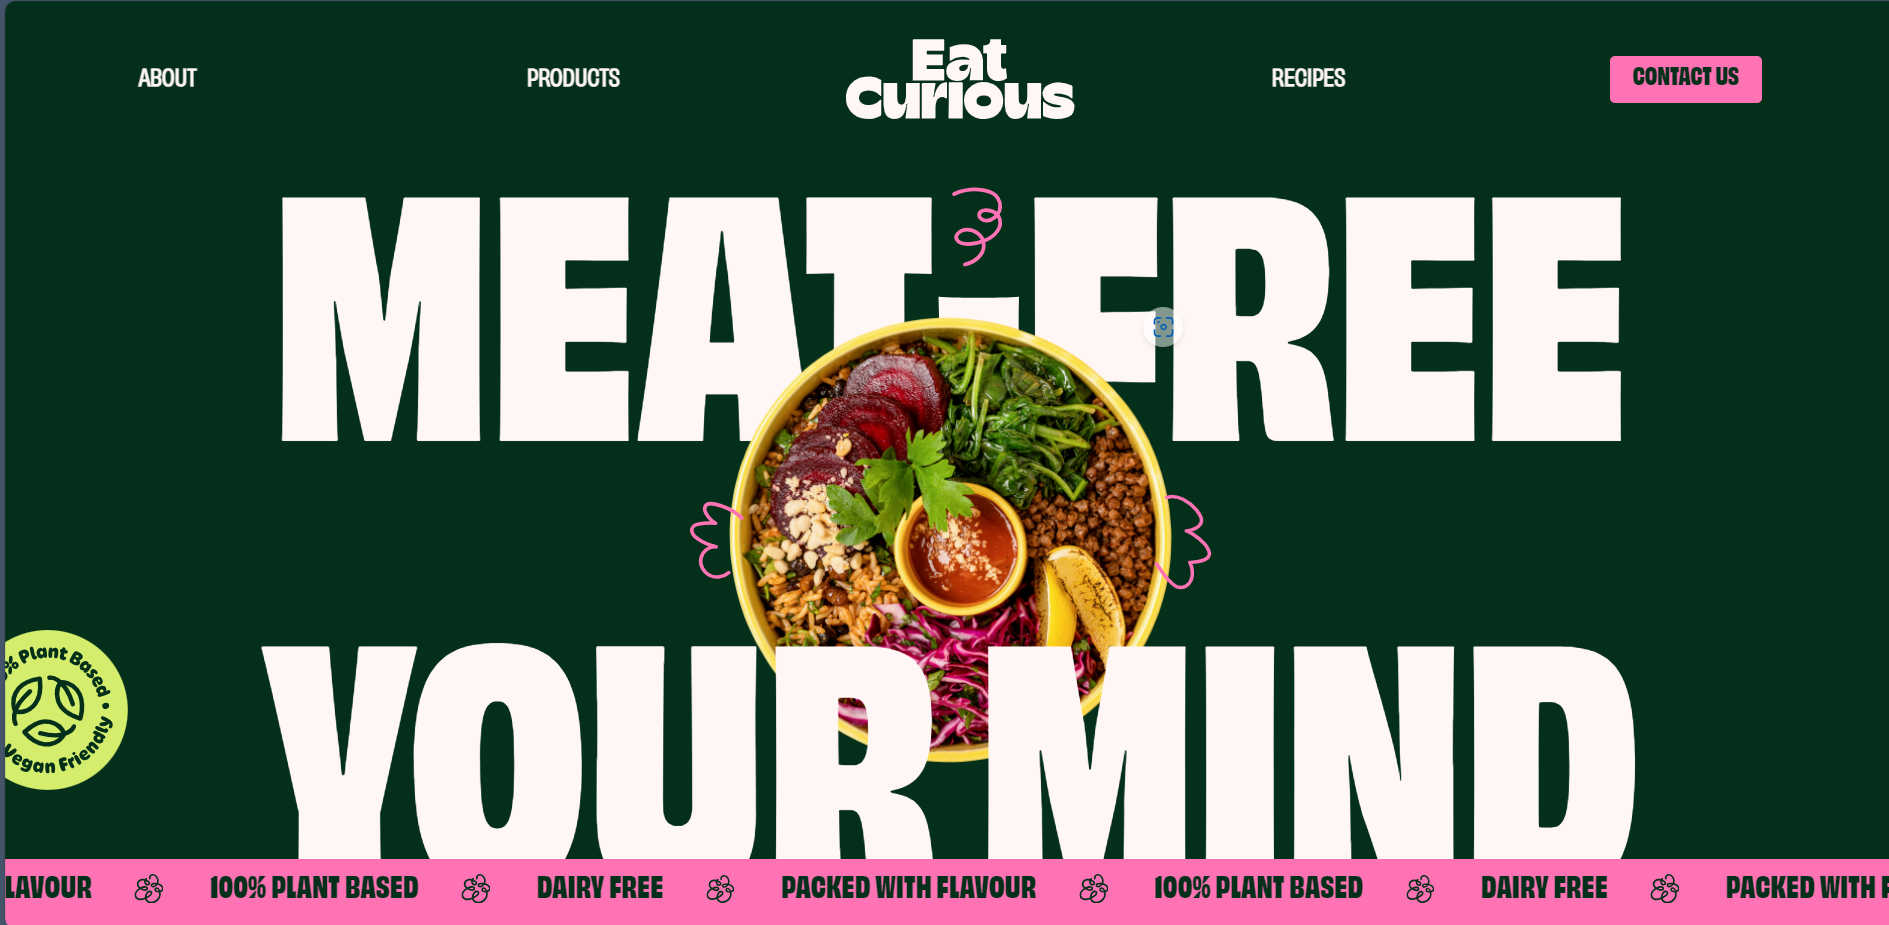 ABOUT
PRODUCTS
Eat
Curious
RECIPES
CONTACT US
MEAT-FREE
YOUR MIND
% Plant Based •
Vegan Friendly
LAVOUR 100% PLANT BASED DAIRY FREE PACKED WITH FLAVOUR 100% PLANT BASED DAIRY FREE PACKED WITH F